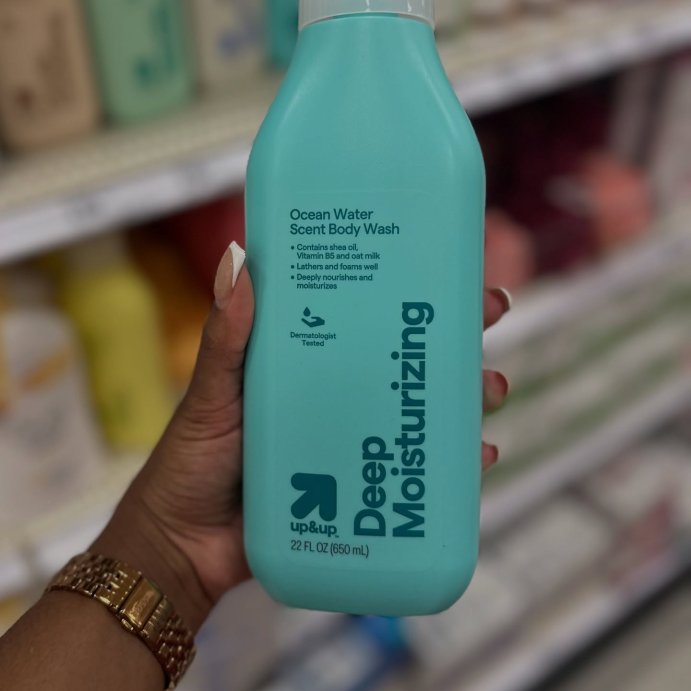 Ocean Water
Scent Body Wash
• Contains shea oil,
Vitamin B5 and oat milk
• Lathers and foams well
• Deeply nourishes and
moisturizes
Dermatologist
Tested
Deep
Moisturizing
up&up™
22 FL OZ (650 mL)